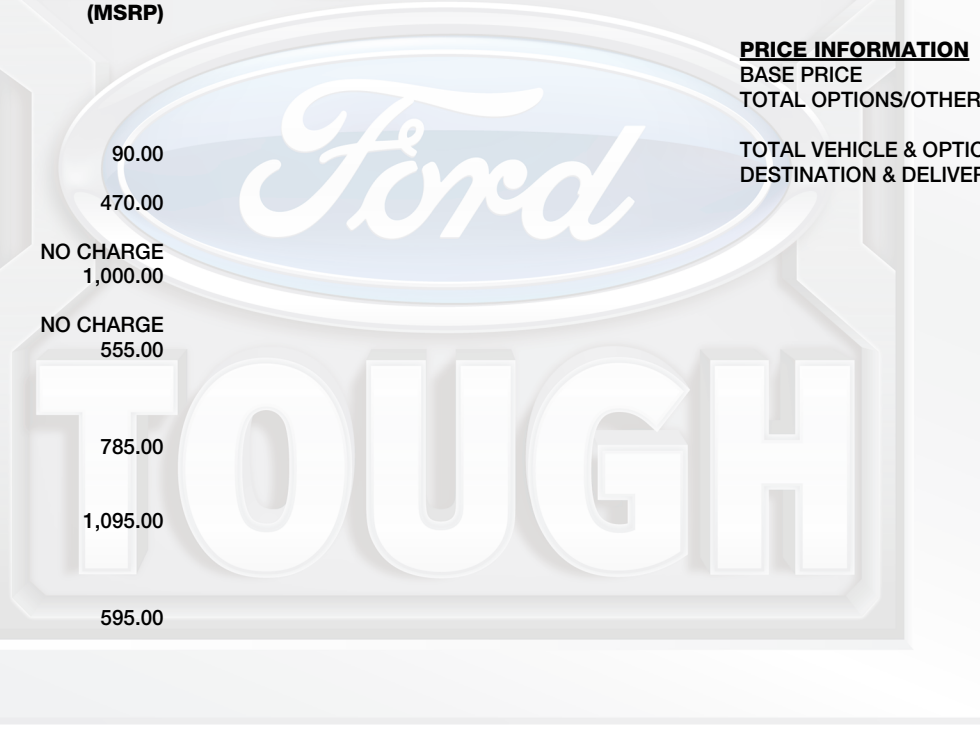 (MSRP)
90.00
470.00
NO CHARGE
1,000.00
NO CHARGE
555.00
785.00
1,095.00
595.00
PRICE INFORMATION
BASE PRICE
TOTAL OPTIONS/OTHER
TOTAL VEHICLE & OPTIO
DESTINATION & DELIVER
Ford
TOUGH